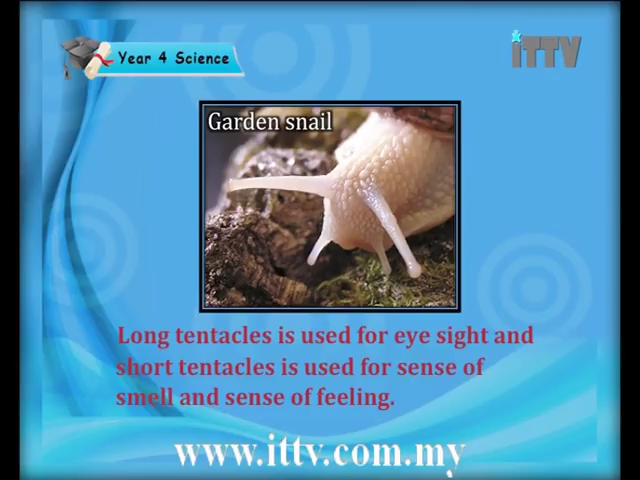 Year 4 Science
iTTV
Garden snail
Long tentacles is used for eye sight and
short tentacles is used for sense of
smell and sense of feeling.
www.ittv.com.my